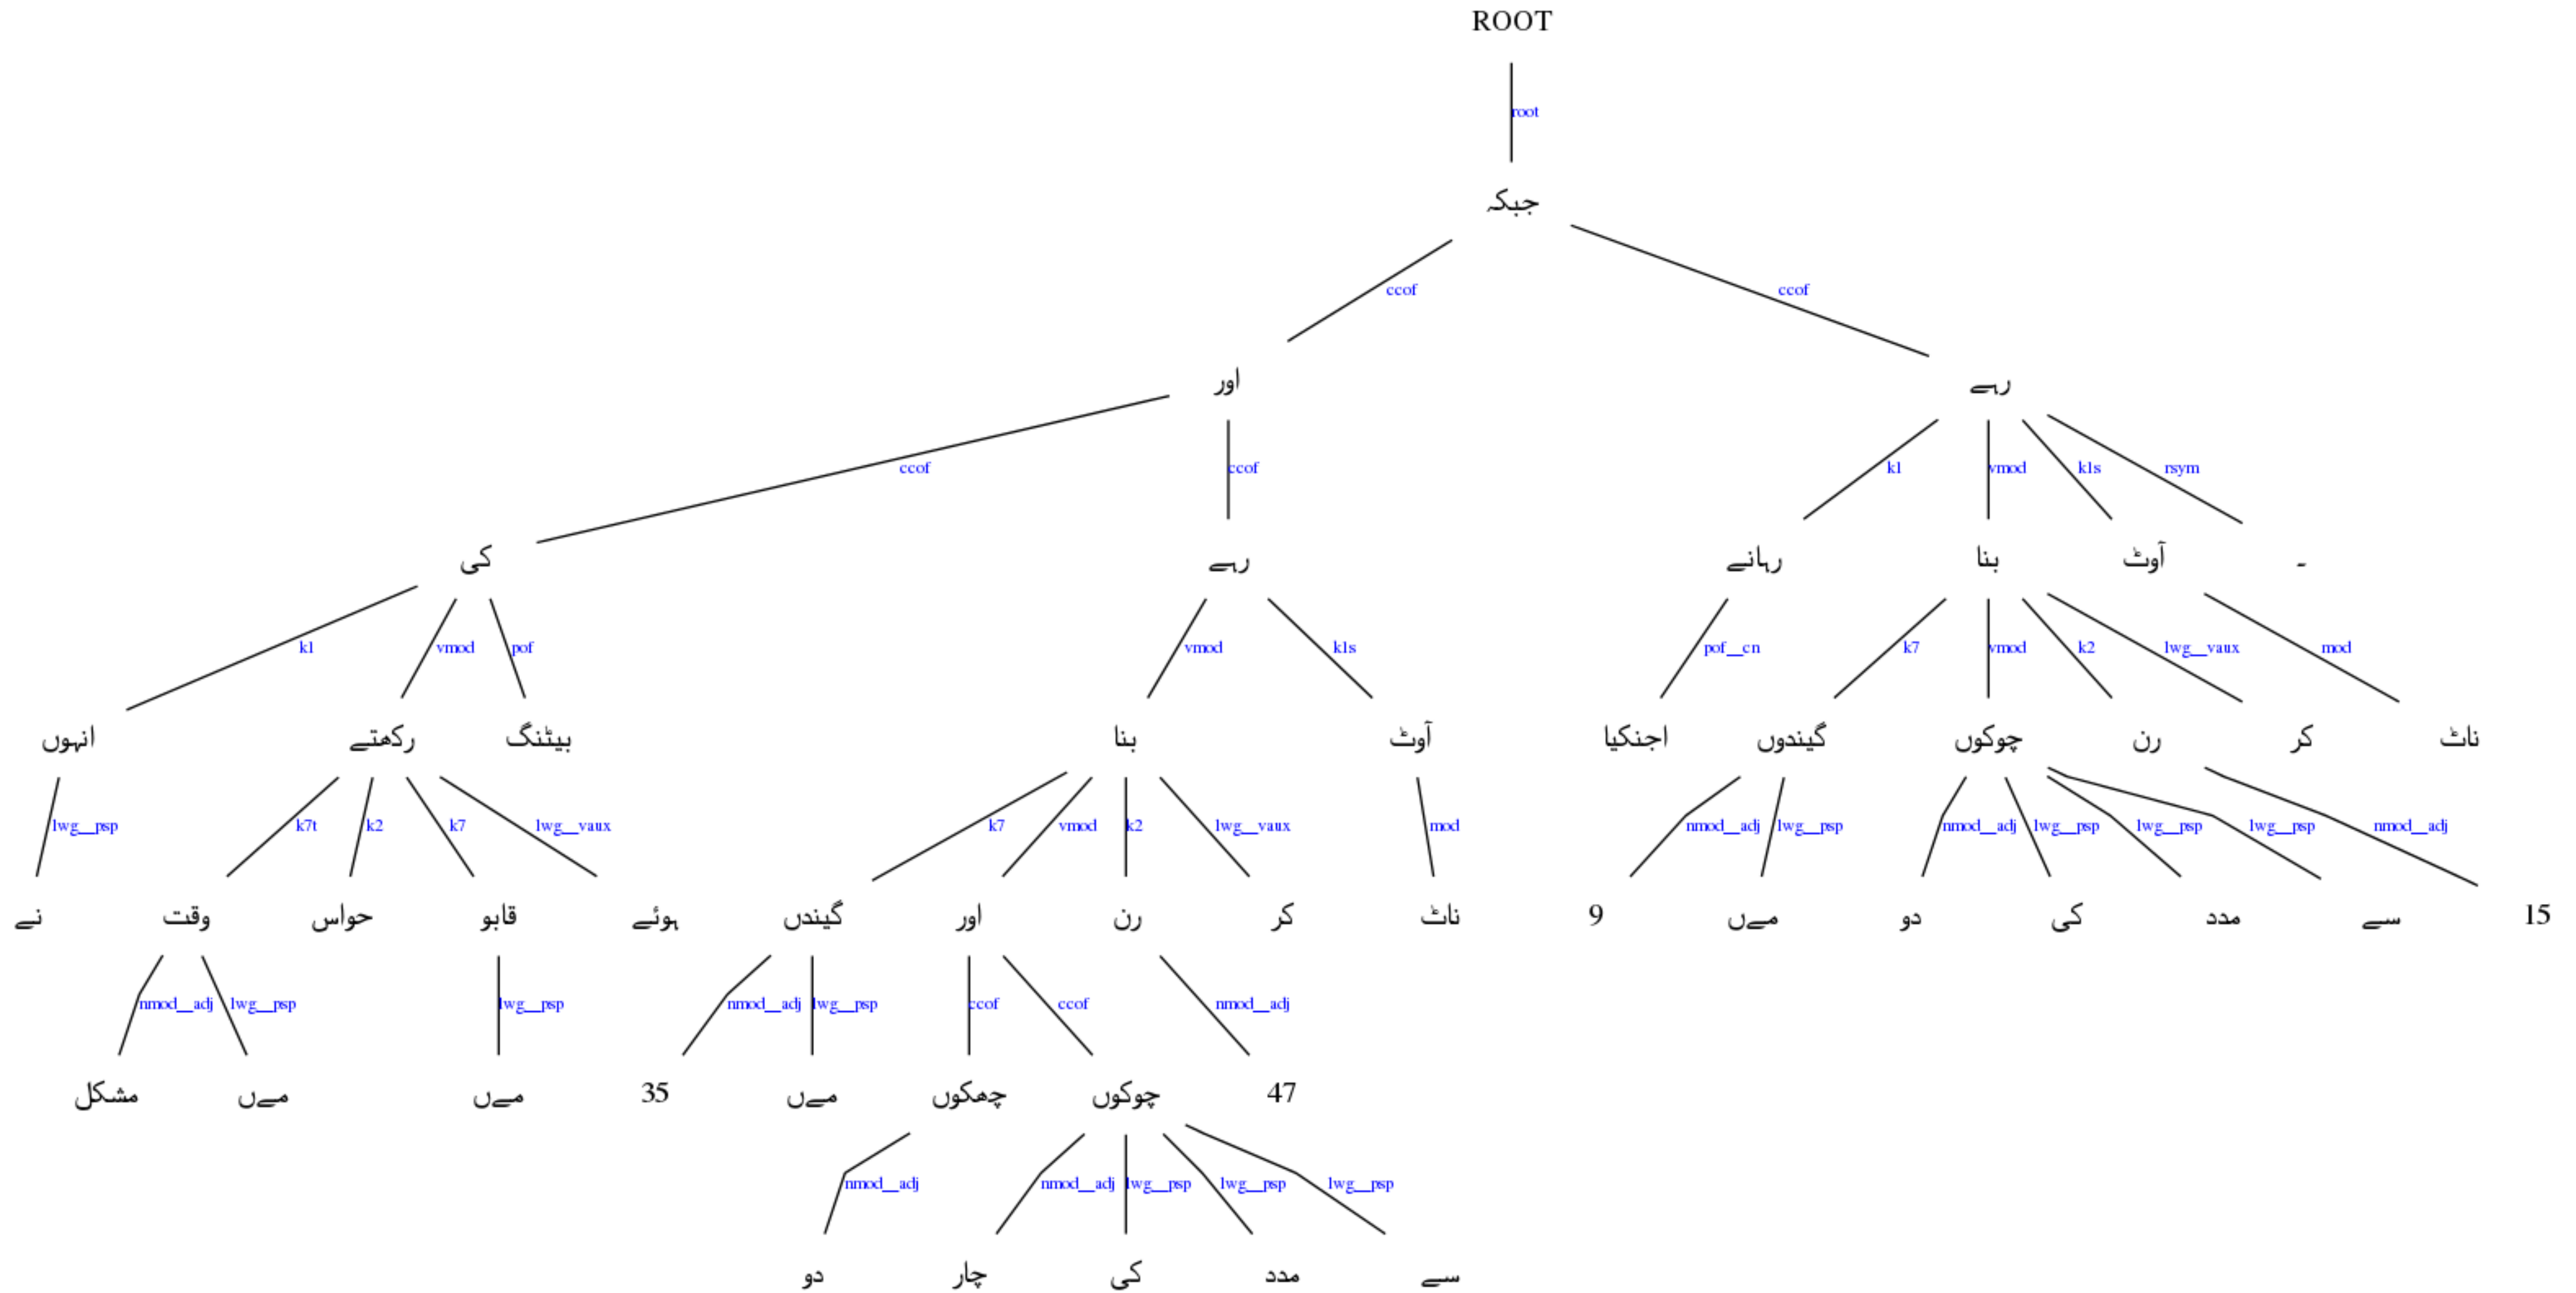 ROOT
root
جبکہ
ccof ccof
اور رہے
ccof ccof k1 vmod k1s rsym
کی رہے رہانے بنا آوٹ ۔
k1 vmod pof vmod k1s pof__cn k7 vmod k2 lwg__vaux mod
انہوں رکھتے بیٹنگ بنا آوٹ اجنکیا گیندوں چوکوں رن کر ناٹ
lwg__psp k7t k2 k7 lwg__vaux k7 vmod k2 lwg__vaux mod nmod__adj lwg__psp nmod__adj lwg__psp lwg__psp lwg__psp nmod__adj
نے وقت حواس قابو ہوئے گیندں اور رن کر ناٹ 9 مےں دو کی مدد سے 15
nmod__adj lwg__psp lwg__psp nmod__adj lwg__psp ccof ccof nmod__adj
مشکل مےں مےں 35 مےں چھکوں چوکوں 47
nmod__adj nmod__adj lwg__psp lwg__psp lwg__psp
دو چار کی مدد سے